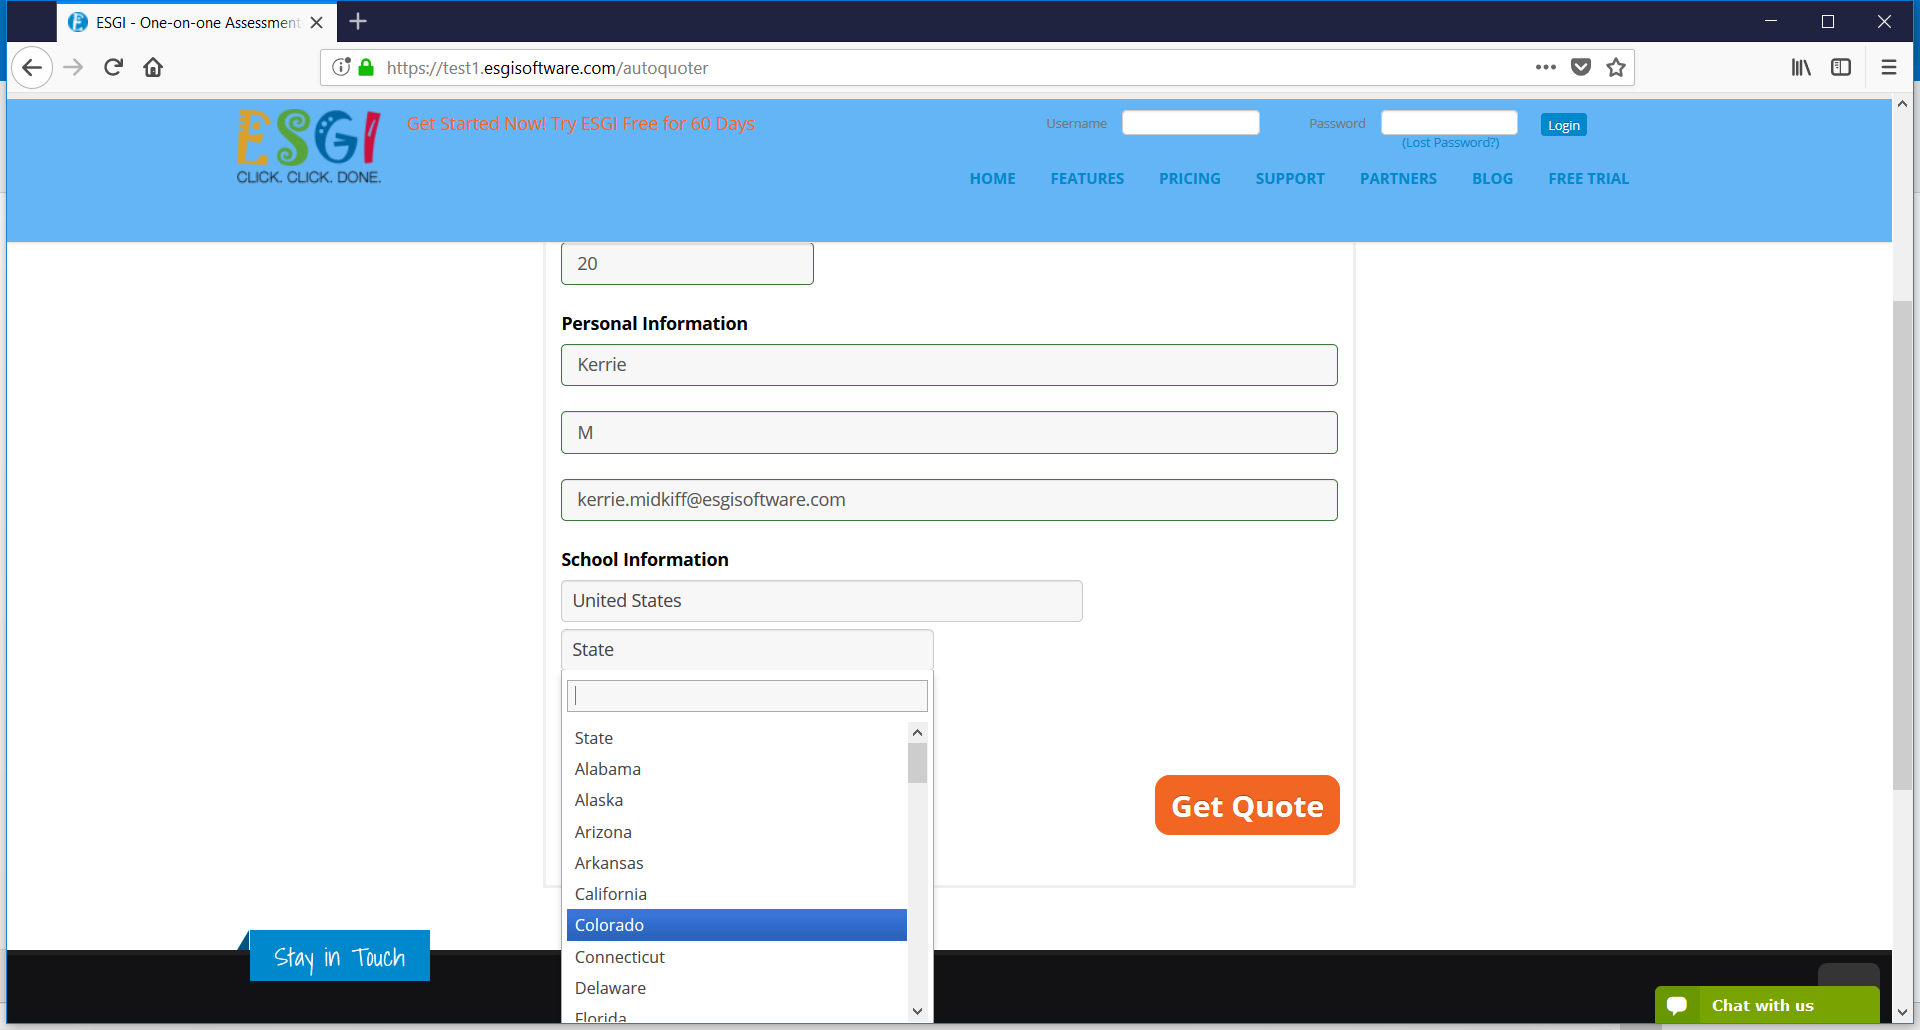 ESGI - One-on-one Assessment
https://test1.esgisoftware.com/autoquoter
ESGI
CLICK. CLICK. DONE.
Get Started Now! Try ESGI Free for 60 Days
Username
Password
Login
(Lost Password?)
HOME FEATURES PRICING SUPPORT PARTNERS BLOG FREE TRIAL
20
Personal Information
Kerrie
M
kerrie.midkiff@esgisoftware.com
School Information
United States
State
State
Alabama
Alaska
Arizona
Arkansas
California
Colorado
Connecticut
Delaware
Florida
Get Quote
Stay in Touch
Chat with us